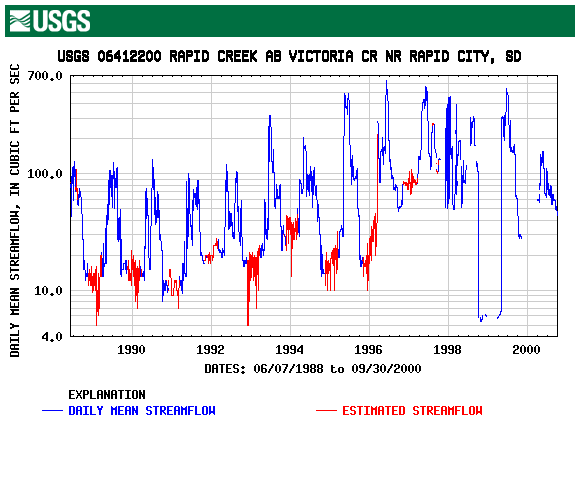 USGS
USGS 06412200 RAPID CREEK AB VICTORIA CR NR RAPID CITY, SD
DAILY MEAN STREAMFLOW, IN CUBIC FT PER SEC
700.0
100.0
10.0
4.0
1990 1992 1994 1996 1998 2000
DATES: 06/07/1988 to 09/30/2000
EXPLANATION
DAILY MEAN STREAMFLOW ESTIMATED STREAMFLOW